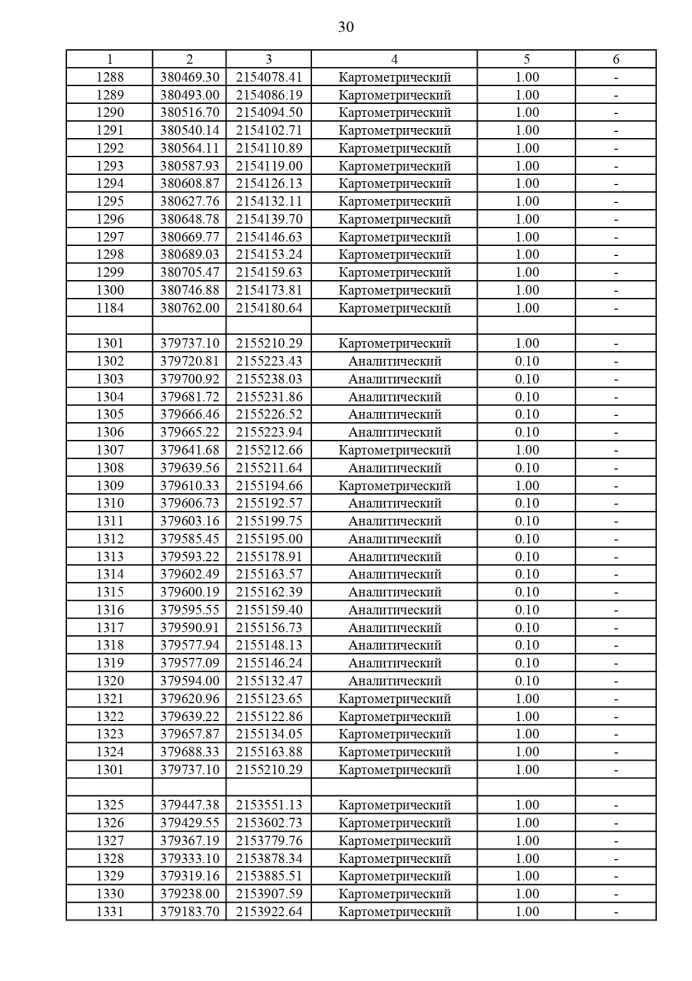 30
1 2 3 4 5 6
1288 380469.30 2154078.41 Картометрический 1.00 -
1289 380493.00 2154086.19 Картометрический 1.00 -
1290 380516.70 2154094.50 Картометрический 1.00 -
1291 380540.14 2154102.71 Картометрический 1.00 -
1292 380564.11 2154110.89 Картометрический 1.00 -
1293 380587.93 2154119.00 Картометрический 1.00 -
1294 380608.87 2154126.13 Картометрический 1.00 -
1295 380627.76 2154132.11 Картометрический 1.00 -
1296 380648.78 2154139.70 Картометрический 1.00 -
1297 380669.77 2154146.63 Картометрический 1.00 -
1298 380689.03 2154153.24 Картометрический 1.00 -
1299 380705.47 2154159.63 Картометрический 1.00 -
1300 380746.88 2154173.81 Картометрический 1.00 -
1184 380762.00 2154180.64 Картометрический 1.00 -
1301 379737.10 2155210.29 Картометрический 1.00 -
1302 379720.81 2155223.43 Аналитический 0.10 -
1303 379700.92 2155238.03 Аналитический 0.10 -
1304 379681.72 2155231.86 Аналитический 0.10 -
1305 379666.46 2155226.52 Аналитический 0.10 -
1306 379665.22 2155223.94 Аналитический 0.10 -
1307 379641.68 2155212.66 Картометрический 1.00 -
1308 379639.56 2155211.64 Аналитический 0.10 -
1309 379610.33 2155194.66 Картометрический 1.00 -
1310 379606.73 2155192.57 Аналитический 0.10 -
1311 379603.16 2155199.75 Аналитический 0.10 -
1312 379585.45 2155195.00 Аналитический 0.10 -
1313 379593.22 2155178.91 Аналитический 0.10 -
1314 379602.49 2155163.57 Аналитический 0.10 -
1315 379600.19 2155162.39 Аналитический 0.10 -
1316 379595.55 2155159.40 Аналитический 0.10 -
1317 379590.91 2155156.73 Аналитический 0.10 -
1318 379577.94 2155148.13 Аналитический 0.10 -
1319 379577.09 2155146.24 Аналитический 0.10 -
1320 379594.00 2155132.47 Аналитический 0.10 -
1321 379620.96 2155123.65 Картометрический 1.00 -
1322 379639.22 2155122.86 Картометрический 1.00 -
1323 379657.87 2155134.05 Картометрический 1.00 -
1324 379688.33 2155163.88 Картометрический 1.00 -
1301 379737.10 2155210.29 Картометрический 1.00 -
1325 379447.38 2153551.13 Картометрический 1.00 -
1326 379429.55 2153602.73 Картометрический 1.00 -
1327 379367.19 2153779.76 Картометрический 1.00 -
1328 379333.10 2153878.34 Картометрический 1.00 -
1329 379319.16 2153885.51 Картометрический 1.00 -
1330 379238.00 2153907.59 Картометрический 1.00 -
1331 379183.70 2153922.64 Картометрический 1.00 -